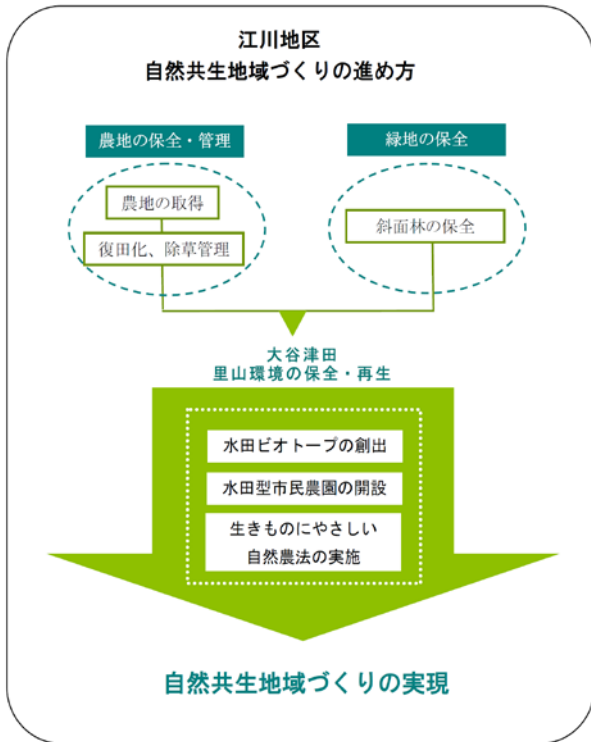 江川地区
自然共生地域づくりの進め方
農地の保全・管理
緑地の保全
農地の取得
復田化、除草管理
斜面林の保全
大谷津田
里山環境の保全・再生
水田ビオトープの創出
水田型市民農園の開設
生きものにやさしい
自然農法の実施
自然共生地域づくりの実現